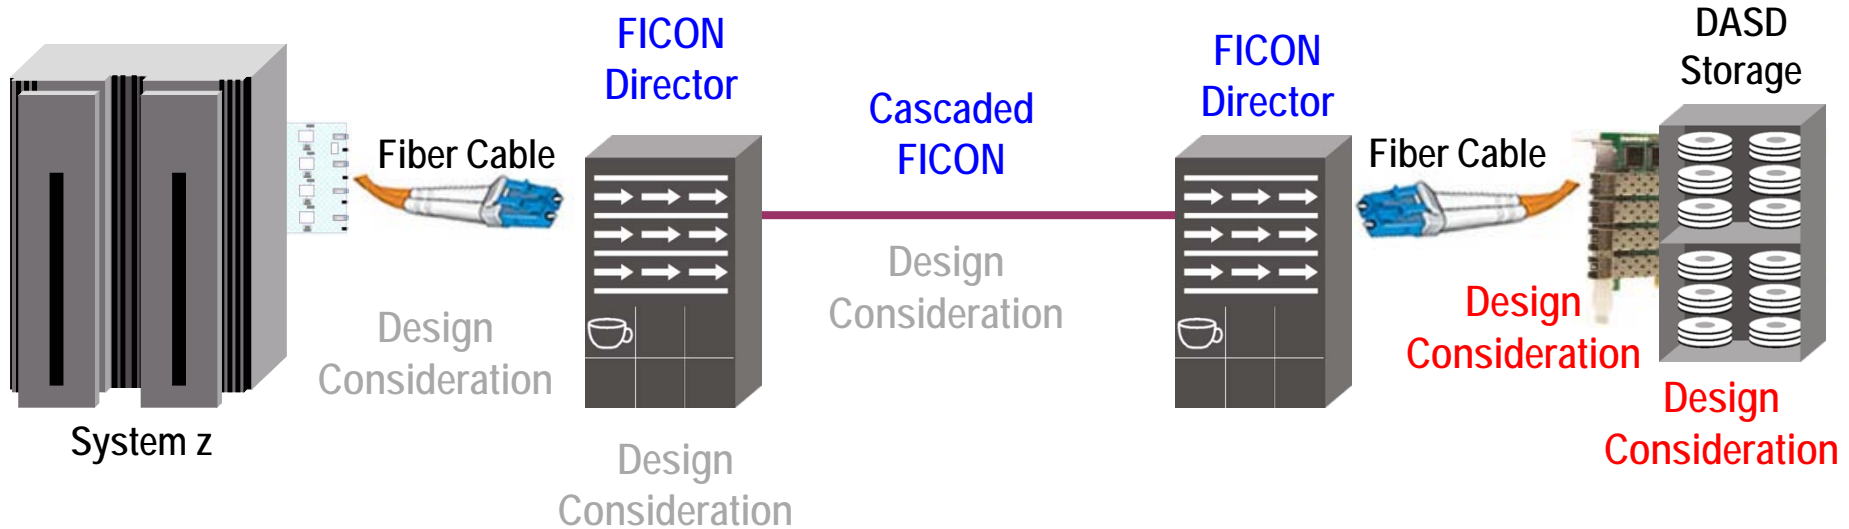 FICON
Director
FICON
Director
DASD
Storage
Cascaded
FICON
Fiber Cable
Fiber Cable
Design
Consideration
Design
Consideration
Design
Consideration
Design
Consideration
System z
Design
Consideration